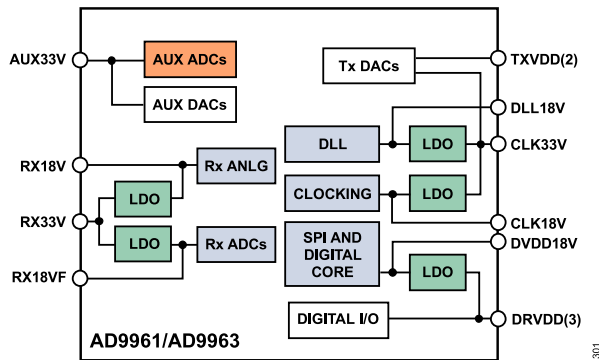 AUX33V
AUX ADCs
AUX DACs
Tx DACs
TXVDD(2)
DLL18V
DLL
LDO
CLK33V
RX18V
Rx ANLG
CLOCKING
LDO
LDO
RX33V
CLK18V
LDO
Rx ADCs
SPI AND
DIGITAL
CORE
DVDD18V
LDO
RX18VF
DIGITAL I/O
DRVDD(3)
AD9961/AD9963
301